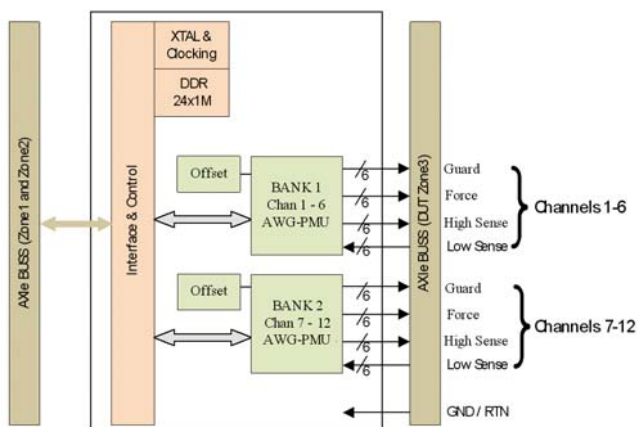 XTAL &
Clocking
DDR
24x1M
AXIe BUSS (Zone1 and Zone2)
Interface & Control
AXIe BUSS (DUT Zone3)
Offset
BANK 1
Chan 1 - 6
AWG-PMU
6
6
6
6
Guard
Force
High Sense
Low Sense
Channels 1-6
Offset
BANK 2
Chan 7 - 12
AWG-PMU
6
6
6
6
Guard
Force
High Sense
Low Sense
Channels 7-12
GND / RTN